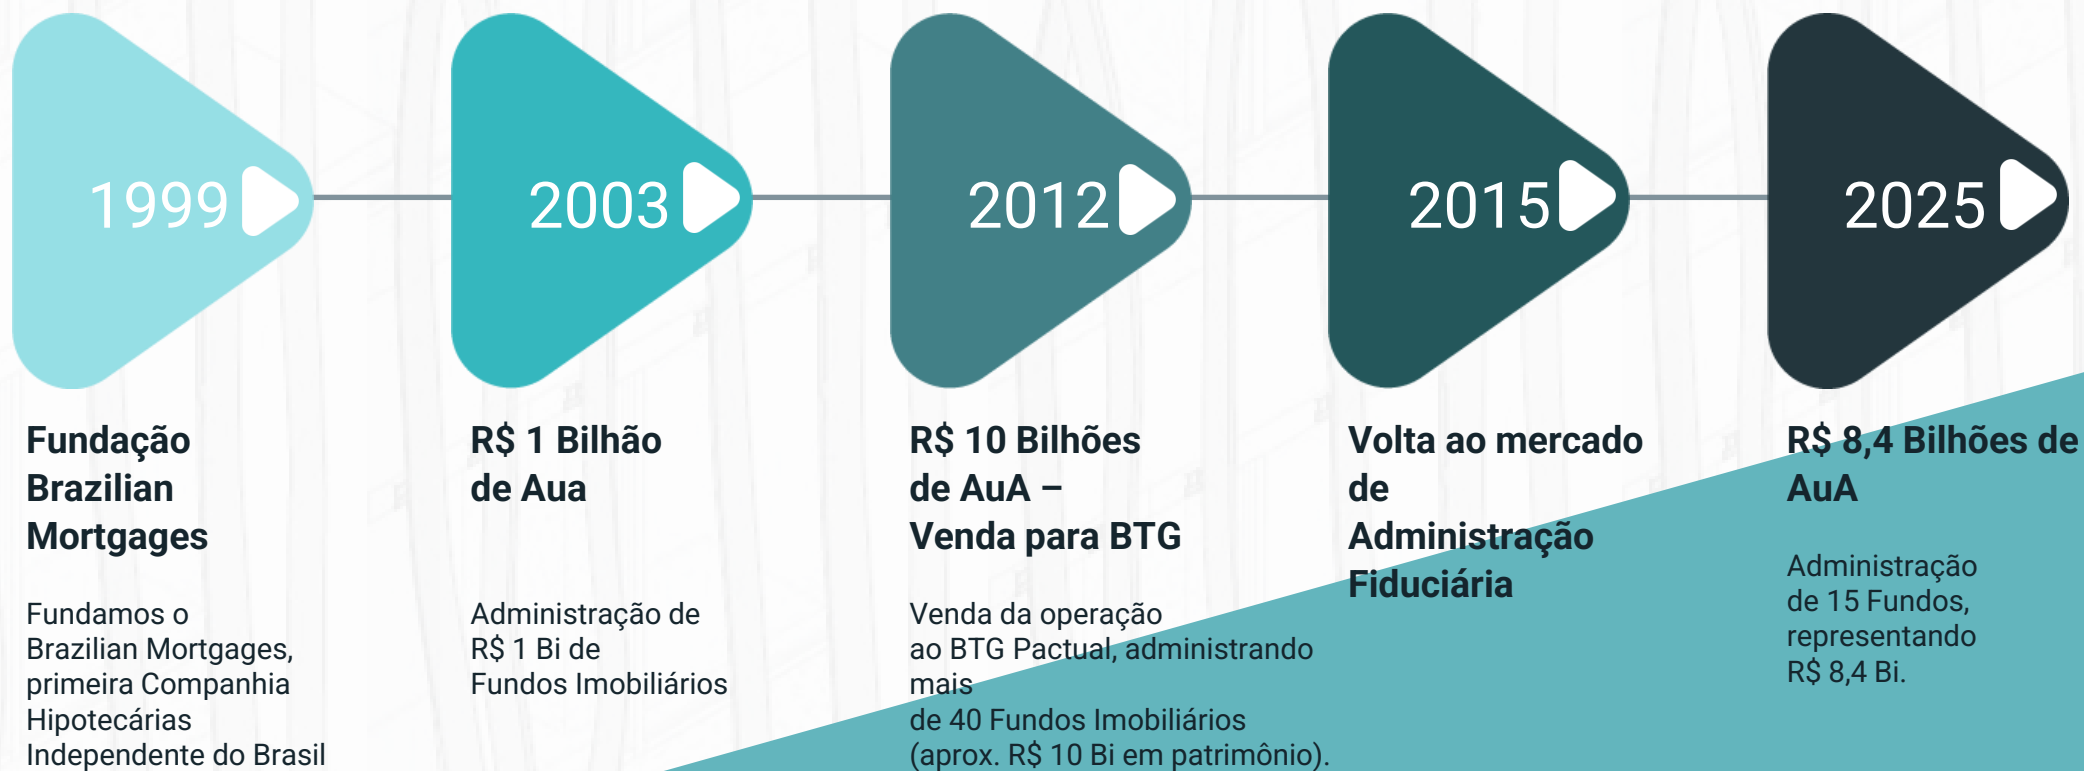 1999
2003
2012
2015
2025
Fundação
Brazilian
Mortgages
Fundamos o
Brazilian Mortgages,
primeira Companhia
Hipotecárias
Independente do Brasil
R$ 1 Bilhão
de Aua
Administração de
R$ 1 Bi de
Fundos Imobiliários
R$ 10 Bilhões
de AuA –
Venda para BTG
Venda da operação
ao BTG Pactual, administrando
mais
de 40 Fundos Imobiliários
(aprox. R$ 10 Bi em patrimônio).
Volta ao mercado
de
Administração
Fiduciária
R$ 8,4 Bilhões de
AuA
Administração
de 15 Fundos,
representando
R$ 8,4 Bi.